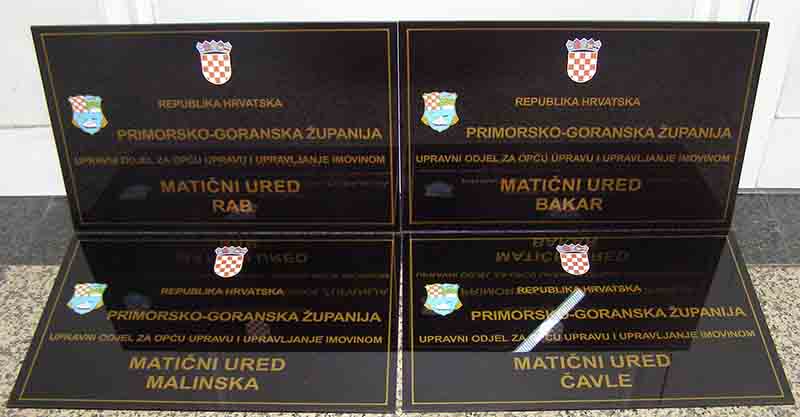 REPUBLIKA HRVATSKA
PRIMORSKO-GORANSKA ŽUPANIJA
UPRAVNI ODJEL ZA OPĆU UPRAVU I UPRAVLJANJE IMOVINOM
MATIČNI URED
RAB
REPUBLIKA HRVATSKA
PRIMORSKO-GORANSKA ŽUPANIJA
UPRAVNI ODJEL ZA OPĆU UPRAVU I UPRAVLJANJE IMOVINOM
MATIČNI URED
BAKAR
REPUBLIKA HRVATSKA
PRIMORSKO-GORANSKA ŽUPANIJA
UPRAVNI ODJEL ZA OPĆU UPRAVU I UPRAVLJANJE IMOVINOM
MATIČNI URED
MALINSKA
REPUBLIKA HRVATSKA
PRIMORSKO-GORANSKA ŽUPANIJA
UPRAVNI ODJEL ZA OPĆU UPRAVU I UPRAVLJANJE IMOVINOM
MATIČNI URED
ČAVLE